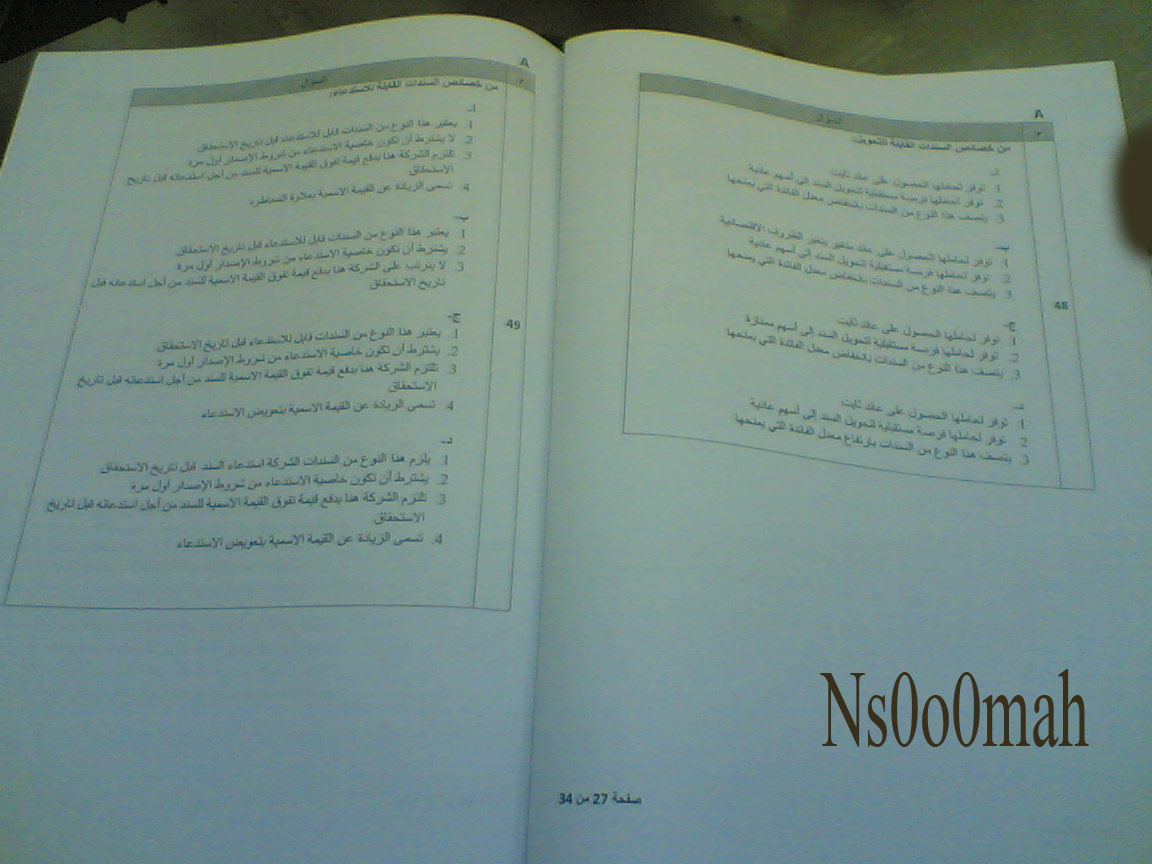 A
م السؤال
من خصائص السندات القابلة للتحويل:
أ-
1 توفر لحاملها الحصول على عائد ثابت
2 توفر لحاملها فرصة مستقبلية لتحويل السند إلى أسهم عادية
3 يتصف هذا النوع من السندات بانخفاض معدل الفائدة التي يمنحها
ب-
1 توفر لحاملها الحصول على عائد متغير بتغير الظروف الاقتصادية
2 توفر لحاملها فرصة مستقبلية لتحويل السند إلى أسهم عادية
3 يتصف هذا النوع من السندات بانخفاض معدل الفائدة التي يمنحها
48
ج-
1 توفر لحاملها الحصول على عائد ثابت
2 توفر لحاملها فرصة مستقبلية لتحويل السند إلى أسهم ممتازة
3 يتصف هذا النوع من السندات بانخفاض معدل الفائدة التي يمنحها
د-
1 توفر لحاملها الحصول على عائد ثابت
2 توفر لحاملها فرصة مستقبلية لتحويل السند إلى أسهم عادية
3 يتصف هذا النوع من السندات بارتفاع معدل الفائدة التي يمنحها
Ns0o0mah
صفحة 27 من 34
A
م السؤال
من خصائص السندات القابلة للاستدعاء:
أ-
1 يعتبر هذا النوع من السندات قابل للاستدعاء قبل تاريخ الاستحقاق
2. لا يشترط أن تكون خاصية الاستدعاء من شروط الإصدار أول مرة
3 تلتزم الشركة هنا بدفع قيمة تفوق القيمة الاسمية للسند من أجل استدعائه قبل تاريخ
الاستحقاق
4 تسمى الزيادة عن القيمة الاسمية بعلاوة المخاطرة
ب-
1 يعتبر هذا النوع من السندات قابل للاستدعاء قبل تاريخ الاستحقاق
2 يشترط أن تكون خاصية الاستدعاء من شروط الإصدار أول مرة
3. لا يترتب على الشركة هنا بدفع قيمة تفوق القيمة الاسمية للسند من أجل استدعائه قبل
تاريخ الاستحقاق
49
ج-
1. يعتبر هذا النوع من السندات قابل للاستدعاء قبل تاريخ الاستحقاق
2. يشترط أن تكون خاصية الاستدعاء من شروط الإصدار أول مرة
3. تلتزم الشركة هنا بدفع قيمة تفوق القيمة الاسمية للسند من أجل استدعائه قبل تاريخ
الاستحقاق
4. تسمى الزيادة عن القيمة الاسمية بتعويض الاستدعاء
د-
1 يلزم هذا النوع من السندات الشركة استدعاء السند قبل تاريخ الاستحقاق
2. يشترط أن تكون خاصية الاستدعاء من شروط الإصدار أول مرة
3 تلتزم الشركة هنا بدفع قيمة تفوق القيمة الاسمية للسند من أجل استدعائه قبل تاريخ
الاستحقاق
4. تسمى الزيادة عن القيمة الاسمية بتعويض الاستدعاء